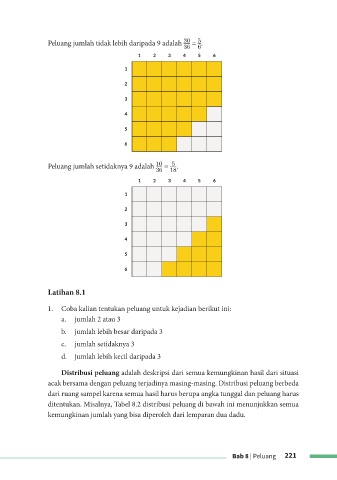 Peluang jumlah tidak lebih daripada 9 adalah 30/36 = 5/6.
1 2 3 4 5 6
1
2
3
4
5
6
Peluang jumlah setidaknya 9 adalah 10/36 = 5/18.
1 2 3 4 5 6
1
2
3
4
5
6
Latihan 8.1
1. Coba kalian tentukan peluang untuk kejadian berikut ini:
a. jumlah 2 atau 3
b. jumlah lebih besar daripada 3
c. jumlah setidaknya 3
d. jumlah lebih kecil daripada 3
Distribusi peluang adalah deskripsi dari semua kemungkinan hasil dari situasi
acak bersama dengan peluang terjadinya masing-masing. Distribusi peluang berbeda
dari ruang sampel karena semua hasil harus berupa angka tunggal dan peluang harus
ditentukan. Misalnya, Tabel 8.2 distribusi peluang di bawah ini menunjukkan semua
kemungkinan jumlah yang bisa diperoleh dari lemparan dua dadu.
Bab 8 | Peluang 221